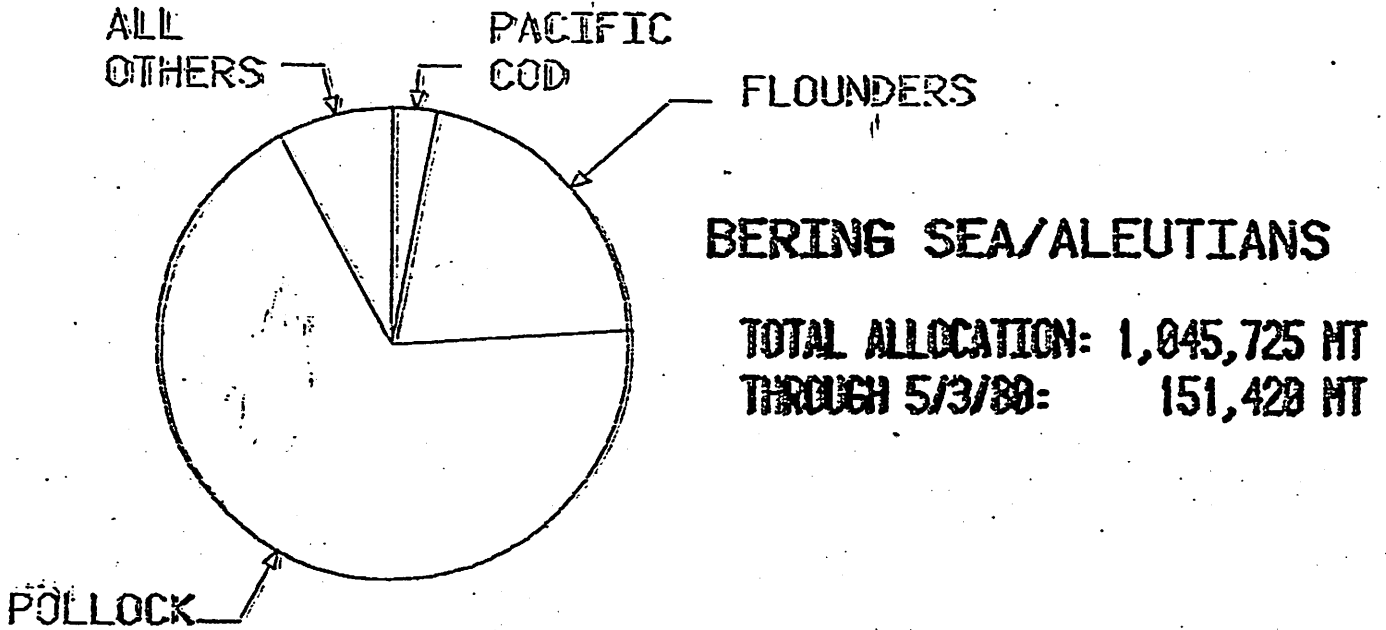 ALL
OTHERS
PACIFIC
COD
FLOUNDERS
BERING SEA/ALEUTIANS
TOTAL ALLOCATION: 1,045,725 MT
THROUGH 5/3/80: 151,420 MT
POLLOCK